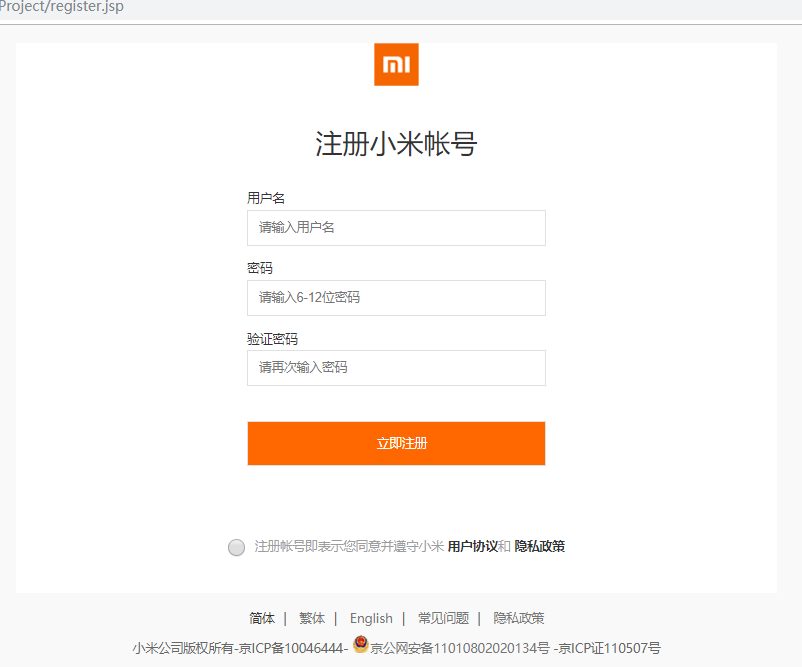 Project/register.jsp
mi
注册小米帐号
用户名
请输入用户名
密码
请输入6-12位密码
验证密码
请再次输入密码
立即注册
注册帐号即表示您同意并遵守小米 用户协议和 隐私政策
简体 | 繁体 | English | 常见问题 | 隐私政策
小米公司版权所有-京ICP备10046444- 京公网安备11010802020134号 -京ICP证110507号